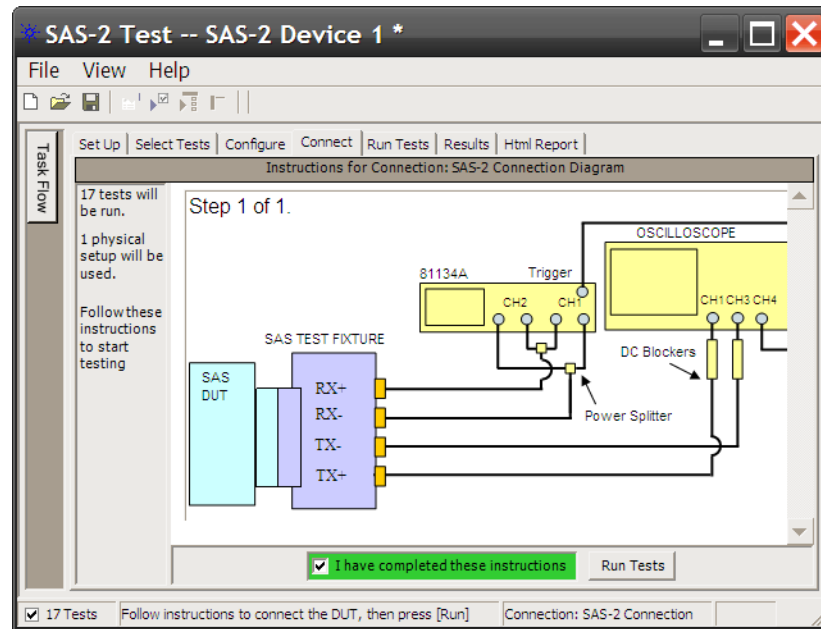 SAS-2 Test -- SAS-2 Device 1 *
File View Help
Task Flow
Set Up Select Tests Configure Connect Run Tests Results Html Report
Instructions for Connection: SAS-2 Connection Diagram
17 tests will
be run.
1 physical
setup will be
used.
Follow these
instructions
to start
testing
Step 1 of 1.
OSCILLOSCOPE
81134A Trigger
CH2 CH1
CH1 CH3 CH4
SAS TEST FIXTURE
DC Blockers
SAS
DUT
RX+
RX-
TX-
TX+
Power Splitter
I have completed these instructions Run Tests
17 Tests Follow instructions to connect the DUT, then press [Run] Connection: SAS-2 Connection